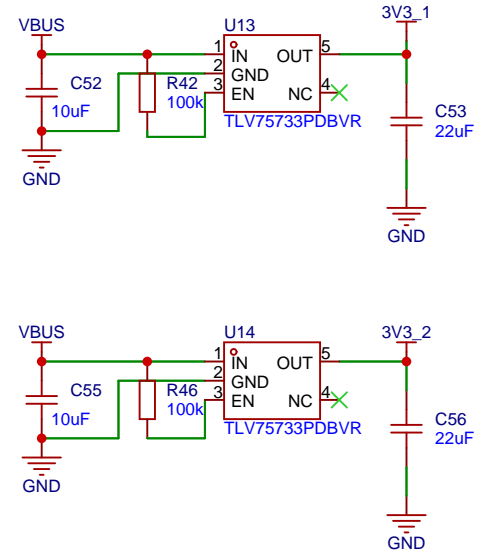 VBUS
U13
3V3_1
C52
10uF
R42
100k
1
IN
OUT
5
2
GND
3
EN
NC
4
TLV75733PDBVR
C53
22uF
GND
GND
VBUS
U14
3V3_2
C55
10uF
R46
100k
1
IN
OUT
5
2
GND
3
EN
NC
4
TLV75733PDBVR
C56
22uF
GND
GND